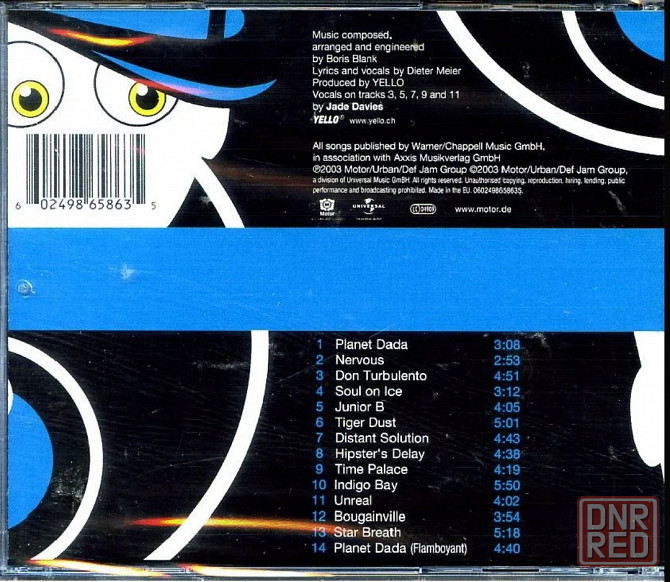 Music composed,
arranged and engineered
by Boris Blank
Lyrics and vocals by Dieter Meier
Produced by YELLO
Vocals on tracks 3, 5, 7, 9 and 11
by Jade Davies
YELLO® www.yello.ch
All songs published by Warner/Chappell Music GmbH,
in association with Axxis Musikverlag GmbH
℗2003 Motor/Urban/Def Jam Group ©2003 Motor/Urban/Def Jam Group,
a division of Universal Music GmbH. All rights reserved. Unauthorised copying, reproduction, hiring, lending, public
performance and broadcasting prohibited. Made in the EU. 0602498658635.
Motor UNIVERSAL www.motor.de
6 02498 65863 5
1 Planet Dada 3:08
2 Nervous 2:53
3 Don Turbulento 4:51
4 Soul on Ice 3:12
5 Junior B 4:05
6 Tiger Dust 5:01
7 Distant Solution 4:43
8 Hipster's Delay 4:38
9 Time Palace 4:19
10 Indigo Bay 5:50
11 Unreal 4:02
12 Bougainville 3:54
13 Star Breath 5:18
14 Planet Dada (Flamboyant) 4:40
DNR
RED